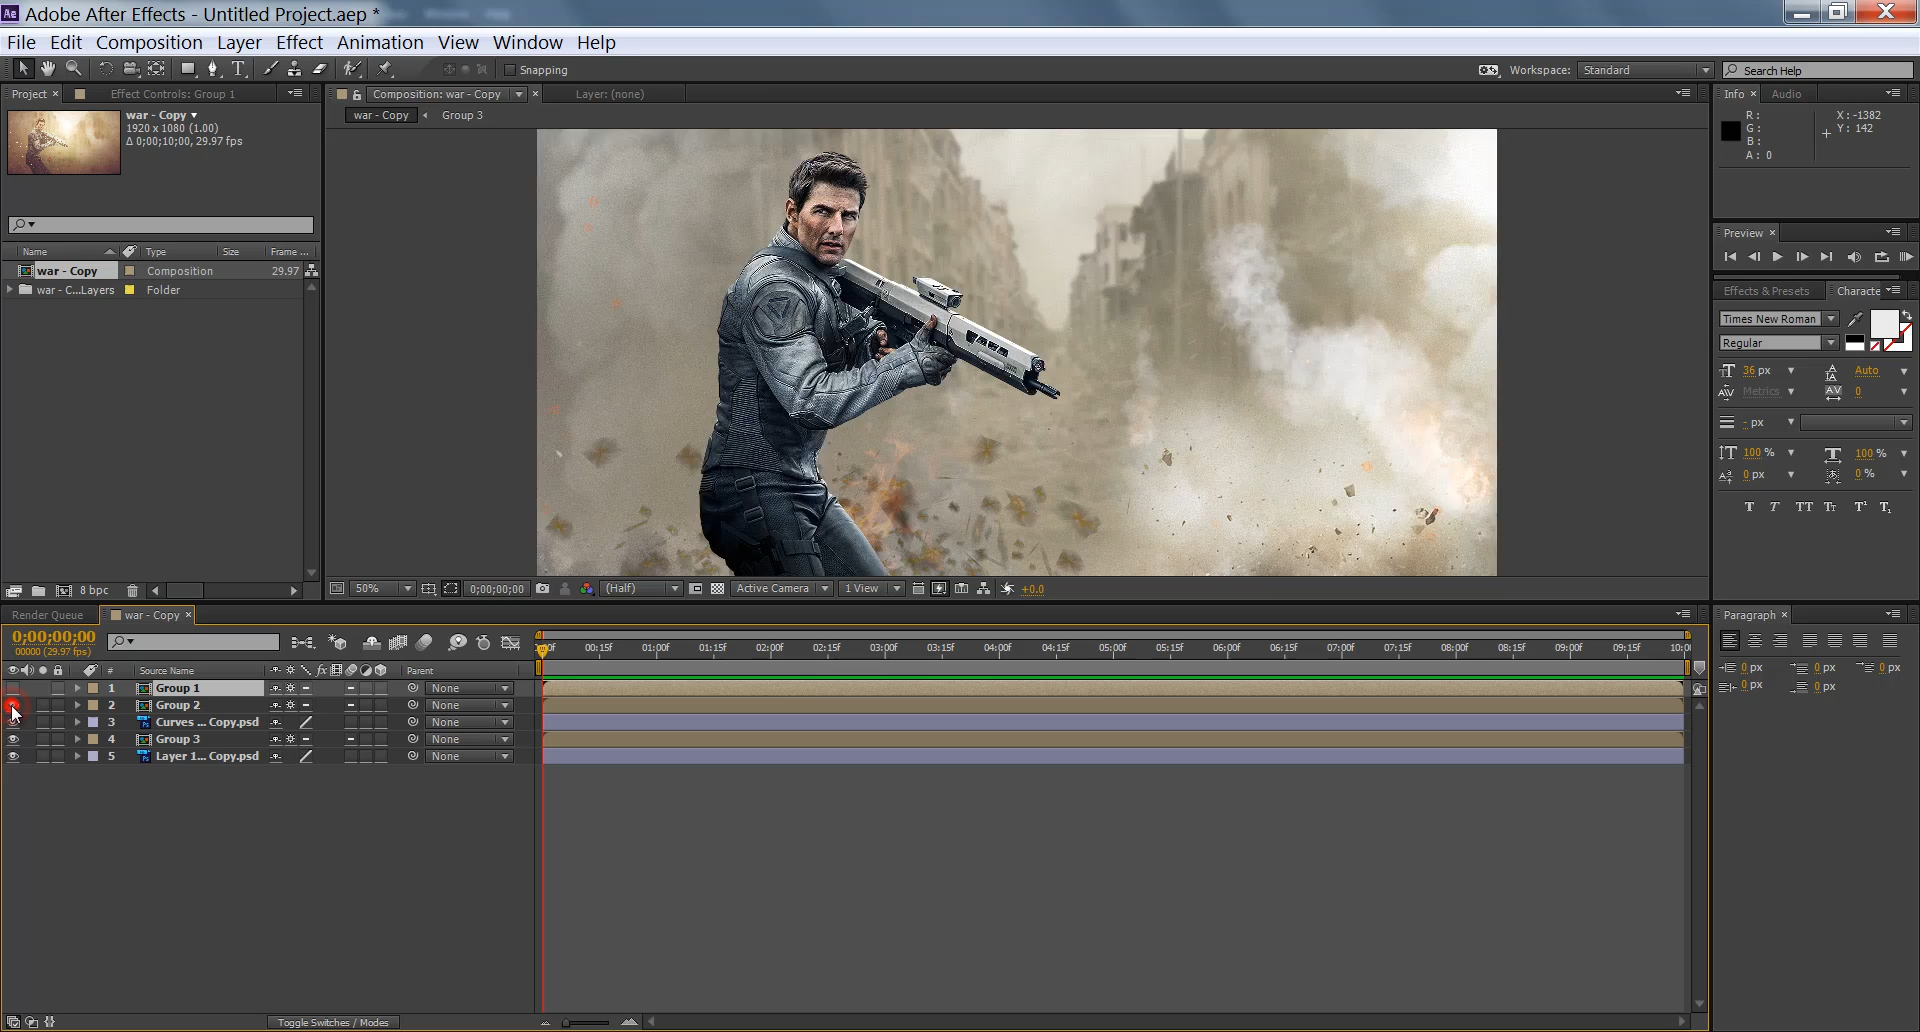 Ae Adobe After Effects - Untitled Project.aep *
File Edit Composition Layer Effect Animation View Window Help
T Snapping Workspace: Standard Search Help
Project × Effect Controls: Group 1
Composition: war - Copy × Layer: (none)
Info × Audio
war - Copy
1920 x 1080 (1.00)
Δ 0;00;10;00, 29.97 fps
war - Copy Group 3
R :
G :
B :
A : 0
X : -1382
Y : 142
Preview ×
Name Type Size Frame ...
war - Copy Composition 29.97
war - C...Layers Folder
Effects & Presets Characte
Times New Roman
Regular
36 px Auto
Metrics 0
- px
100 % 100 %
0 px 0 %
T T TT Tт T¹ T₁
8 bpc
50% 0;00;00;00 (Half) Active Camera 1 View +0.0
Render Queue war - Copy ×
Paragraph ×
0;00;00;00
00000 (29.97 fps)
00:15f 01:00f 01:15f 02:00f 02:15f 03:00f 03:15f 04:00f 04:15f 05:00f 05:15f 06:00f 06:15f 07:00f 07:15f 08:00f 08:15f 09:00f 09:15f 10:0
# Source Name fx Parent
1 Group 1 None
2 Group 2 None
3 Curves ... Copy.psd None
4 Group 3 None
5 Layer 1... Copy.psd None
0 px 0 px 0 px
0 px 0 px
Toggle Switches / Modes